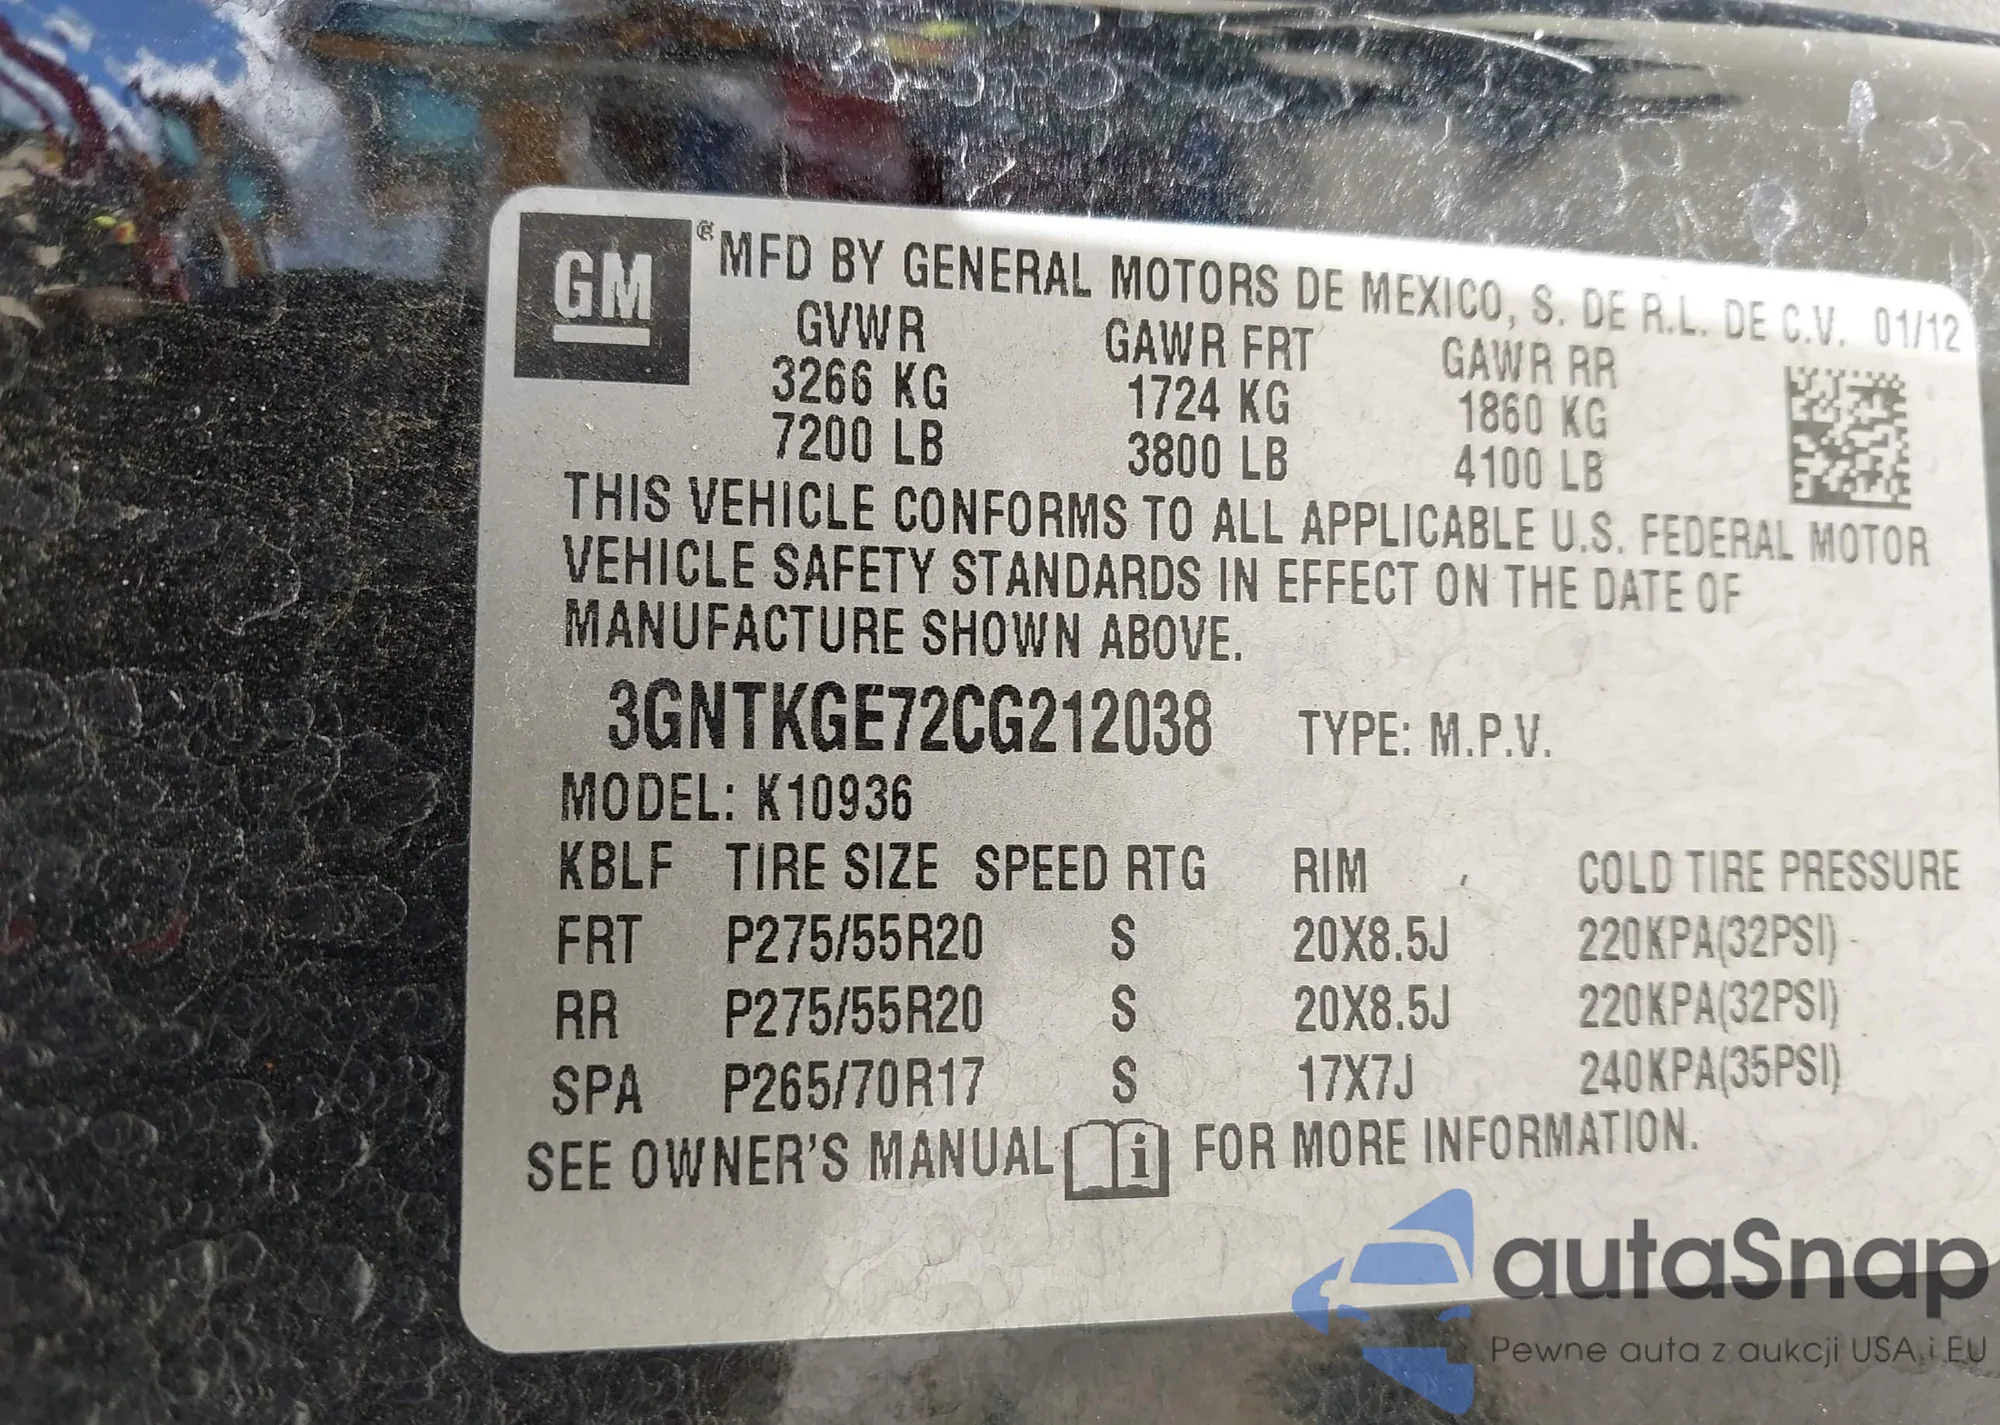 GM ® MFD BY GENERAL MOTORS DE MEXICO, S. DE R.L. DE C.V. 01/12
GVWR GAWR FRT GAWR RR
3266 KG 1724 KG 1860 KG
7200 LB 3800 LB 4100 LB
THIS VEHICLE CONFORMS TO ALL APPLICABLE U.S. FEDERAL MOTOR
VEHICLE SAFETY STANDARDS IN EFFECT ON THE DATE OF
MANUFACTURE SHOWN ABOVE.
3GNTKGE72CG212038 TYPE: M.P.V.
MODEL: K10936
KBLF TIRE SIZE SPEED RTG RIM COLD TIRE PRESSURE
FRT P275/55R20 S 20X8.5J 220KPA(32PSI)
RR P275/55R20 S 20X8.5J 220KPA(32PSI)
SPA P265/70R17 S 17X7J 240KPA(35PSI)
SEE OWNER'S MANUAL i FOR MORE INFORMATION.
autaSnap
Pewne auta z aukcji USA i EU